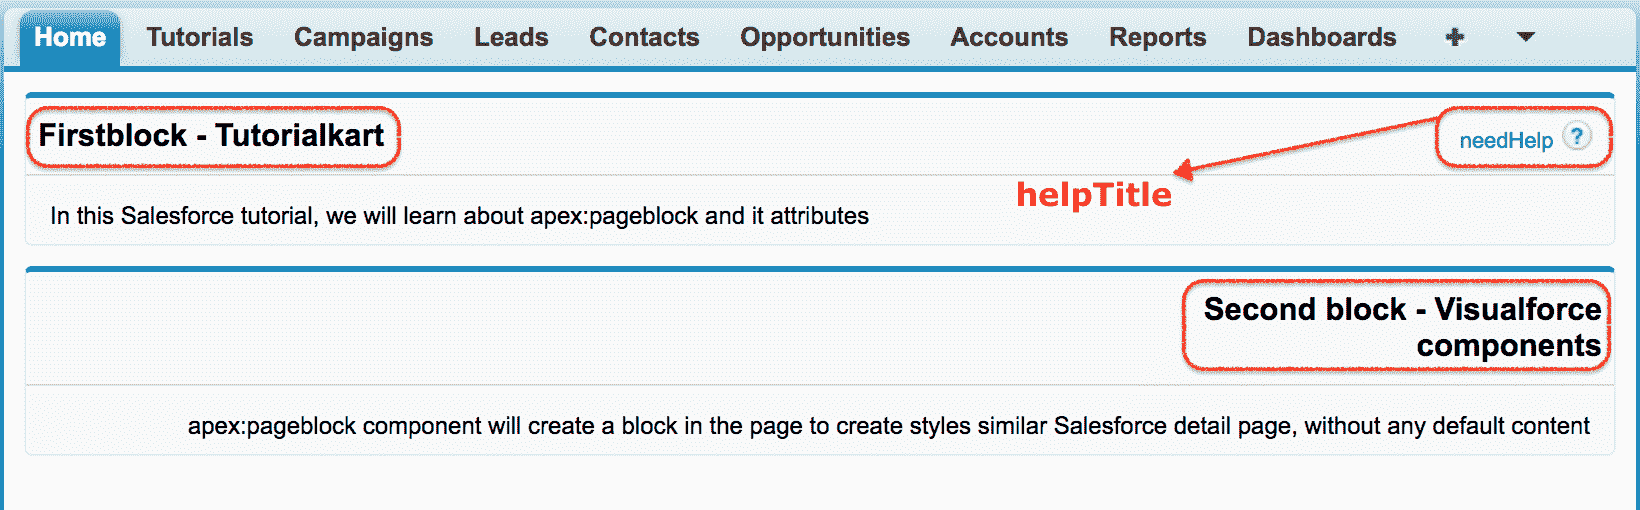 Home Tutorials Campaigns Leads Contacts Opportunities Accounts Reports Dashboards +
Firstblock - Tutorialkart
needHelp ?
helpTitle
In this Salesforce tutorial, we will learn about apex:pageblock and it attributes
Second block - Visualforce
components
apex:pageblock component will create a block in the page to create styles similar Salesforce detail page, without any default content